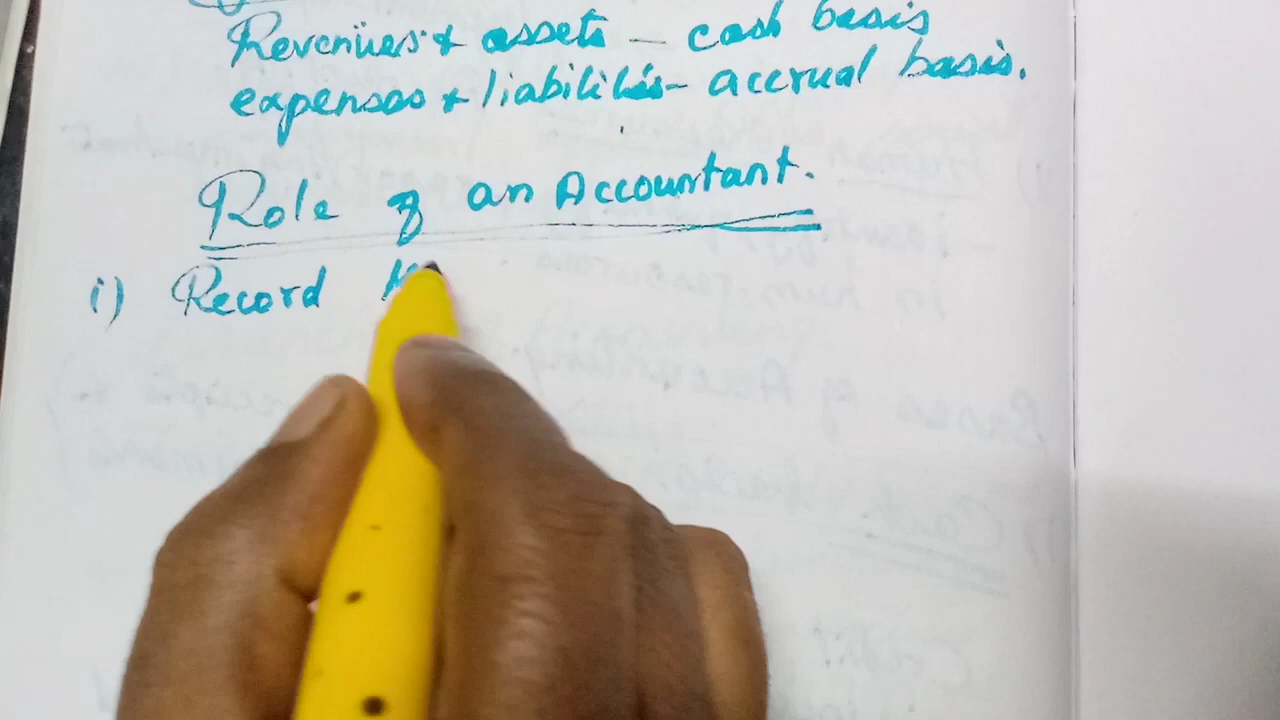 Revenues + assets - cash basis
expenses + liabilities - accrual basis.
Role of an Accountant.
i) Record